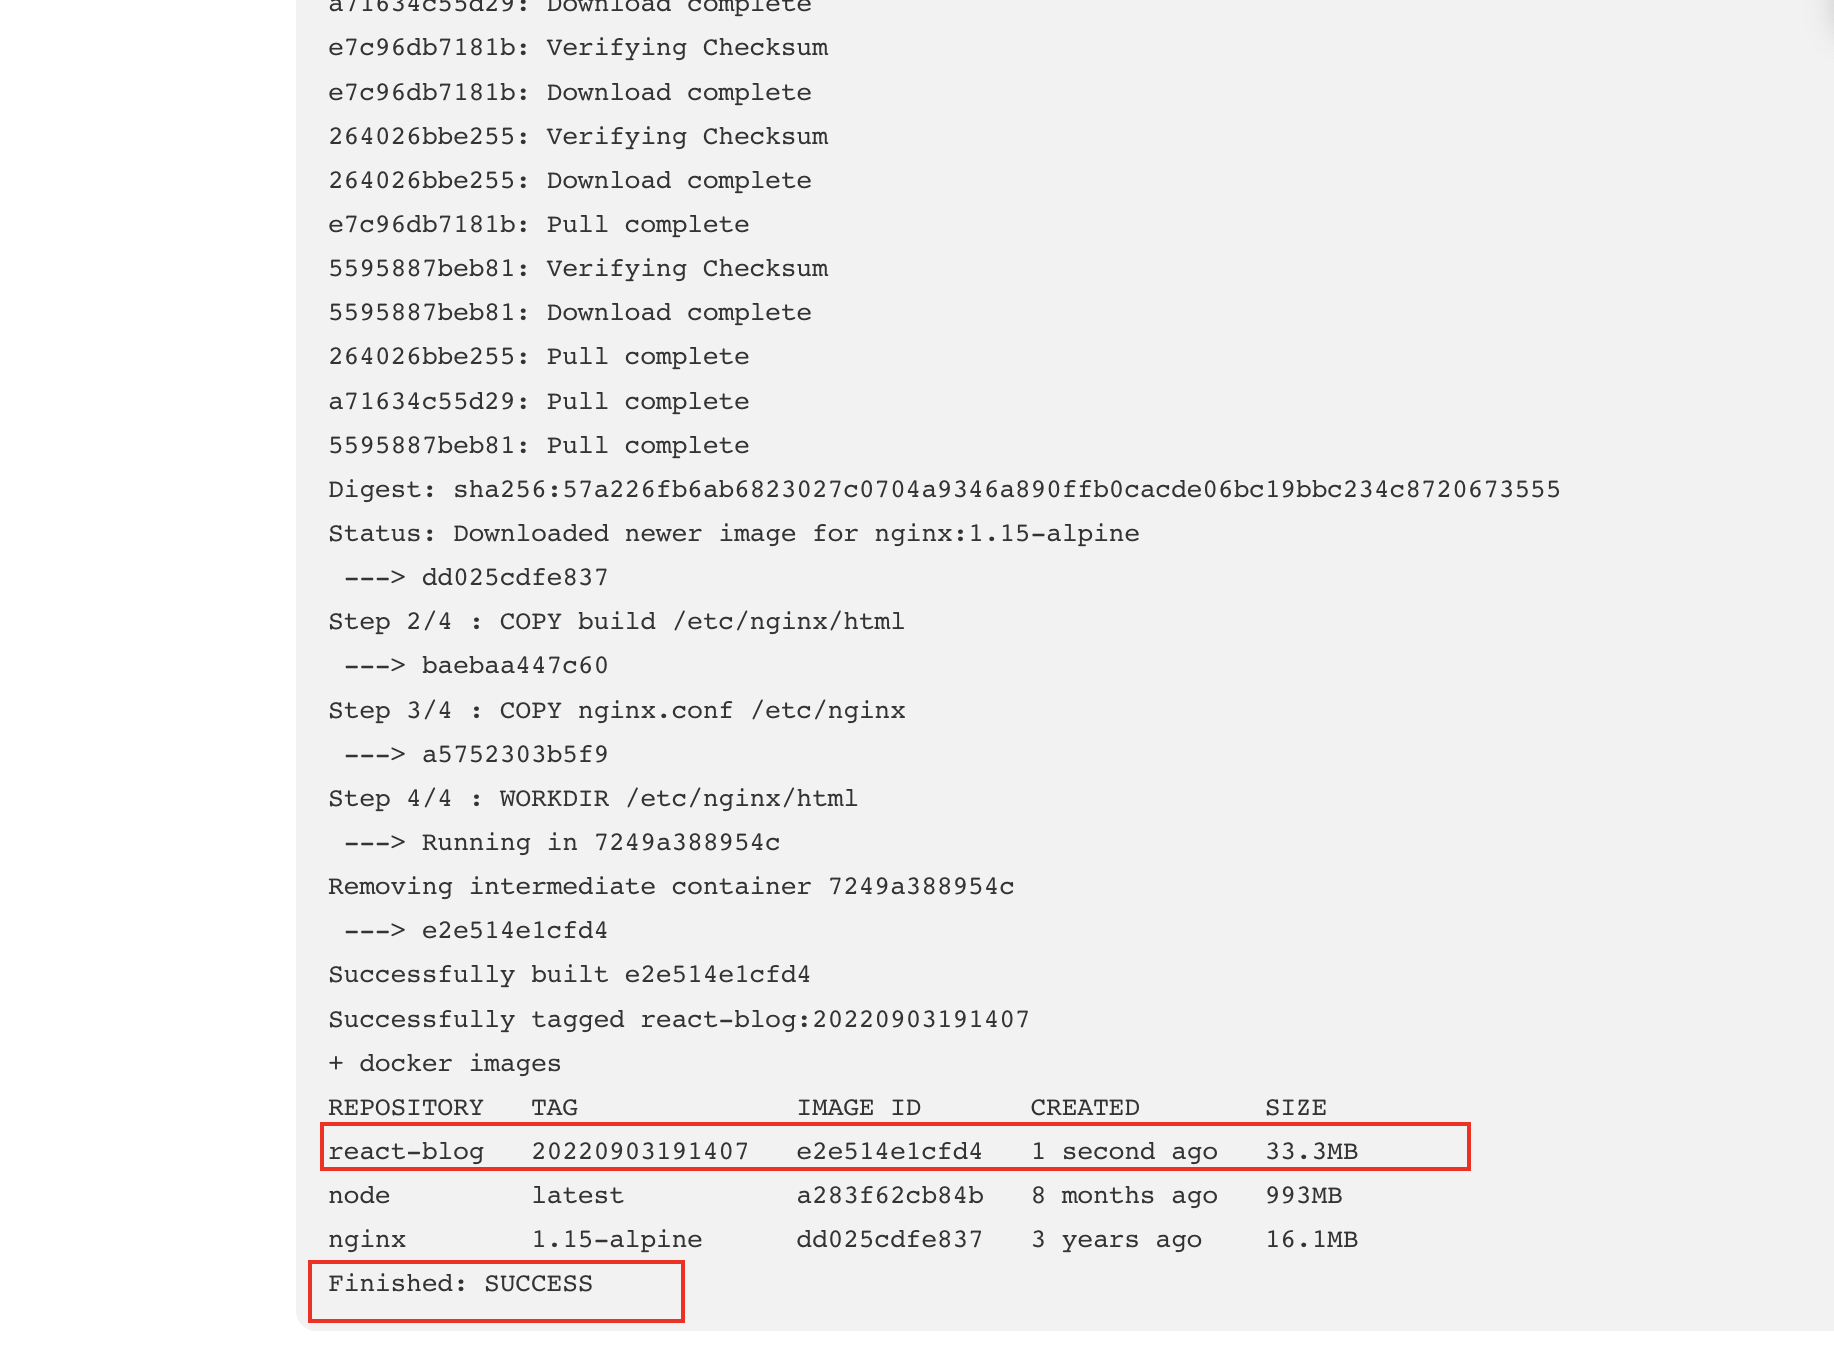 a71634c55d29: Download complete
e7c96db7181b: Verifying Checksum
e7c96db7181b: Download complete
264026bbe255: Verifying Checksum
264026bbe255: Download complete
e7c96db7181b: Pull complete
5595887beb81: Verifying Checksum
5595887beb81: Download complete
264026bbe255: Pull complete
a71634c55d29: Pull complete
5595887beb81: Pull complete
Digest: sha256:57a226fb6ab6823027c0704a9346a890ffb0cacde06bc19bbc234c8720673555
Status: Downloaded newer image for nginx:1.15-alpine
 ---> dd025cdfe837
Step 2/4 : COPY build /etc/nginx/html
 ---> baebaa447c60
Step 3/4 : COPY nginx.conf /etc/nginx
 ---> a5752303b5f9
Step 4/4 : WORKDIR /etc/nginx/html
 ---> Running in 7249a388954c
Removing intermediate container 7249a388954c
 ---> e2e514e1cfd4
Successfully built e2e514e1cfd4
Successfully tagged react-blog:20220903191407
+ docker images
REPOSITORY   TAG              IMAGE ID       CREATED        SIZE
react-blog   20220903191407   e2e514e1cfd4   1 second ago   33.3MB
node         latest           a283f62cb84b   8 months ago   993MB
nginx        1.15-alpine      dd025cdfe837   3 years ago    16.1MB
Finished: SUCCESS